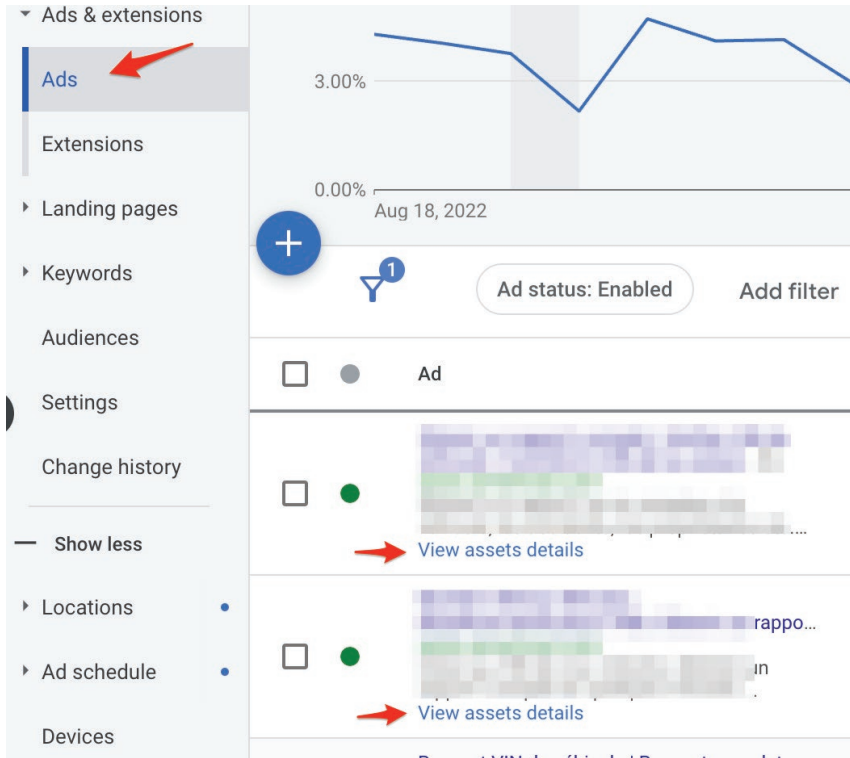 Ads & extensions
Ads
Extensions
Landing pages
Keywords
Audiences
Settings
Change history
Show less
Locations
Ad schedule
Devices
3.00%
0.00%
Aug 18, 2022
1
Ad status: Enabled
Add filter
Ad
View assets details
rappo...
un
View assets details